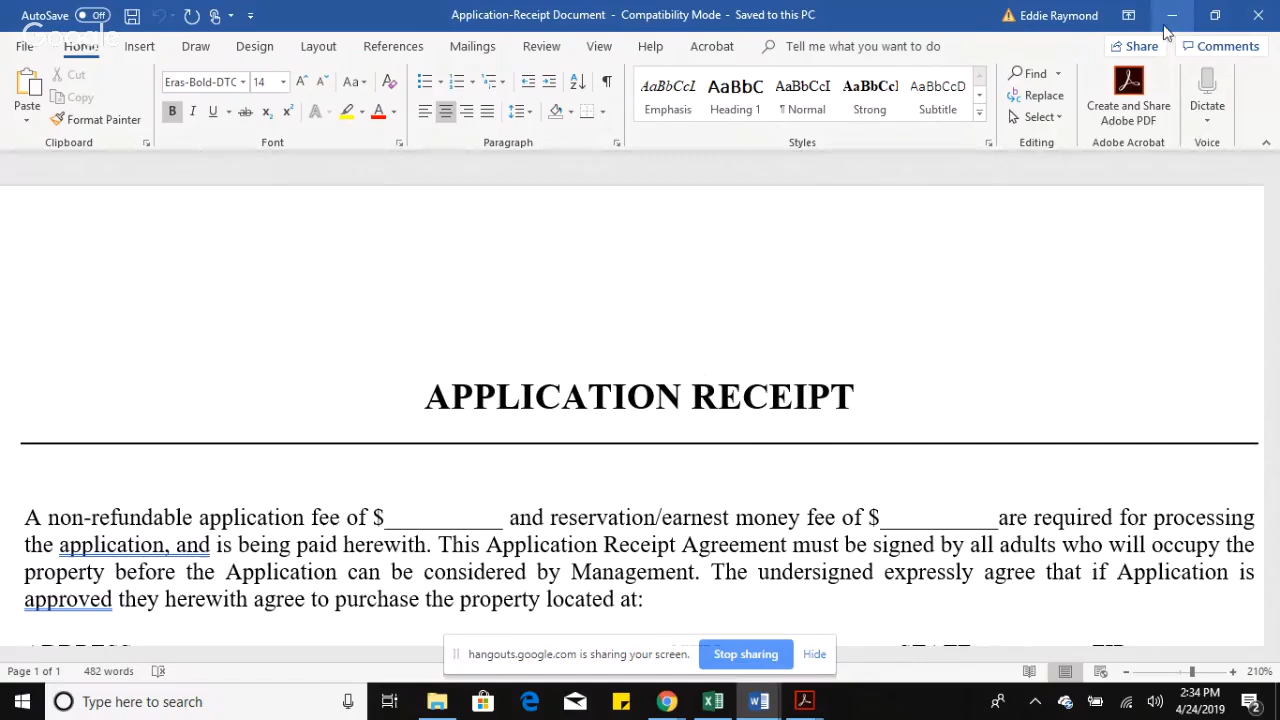 AutoSave Off
Application-Receipt Document - Compatibility Mode - Saved to this PC
Eddie Raymond
Google
File Home Insert Draw Design Layout References Mailings Review View Help Acrobat Tell me what you want to do
Share Comments
Paste
Cut
Copy
Format Painter
Clipboard
Eras-Bold-DTC 14
Font
Paragraph
AaBbCcI AaBbC AaBbCcI AaBbCcI AaBbCcD
Emphasis Heading 1 ¶ Normal Strong Subtitle
Styles
Find
Replace
Select
Editing
Create and Share
Adobe PDF
Adobe Acrobat
Dictate
Voice
APPLICATION RECEIPT
A non-refundable application fee of $__________ and reservation/earnest money fee of $__________are required for processing
the application, and is being paid herewith. This Application Receipt Agreement must be signed by all adults who will occupy the
property before the Application can be considered by Management. The undersigned expressly agree that if Application is
approved they herewith agree to purchase the property located at:
hangouts.google.com is sharing your screen. Stop sharing Hide
Page 1 of 1 482 words
210%
Type here to search
2:34 PM
4/24/2019
2